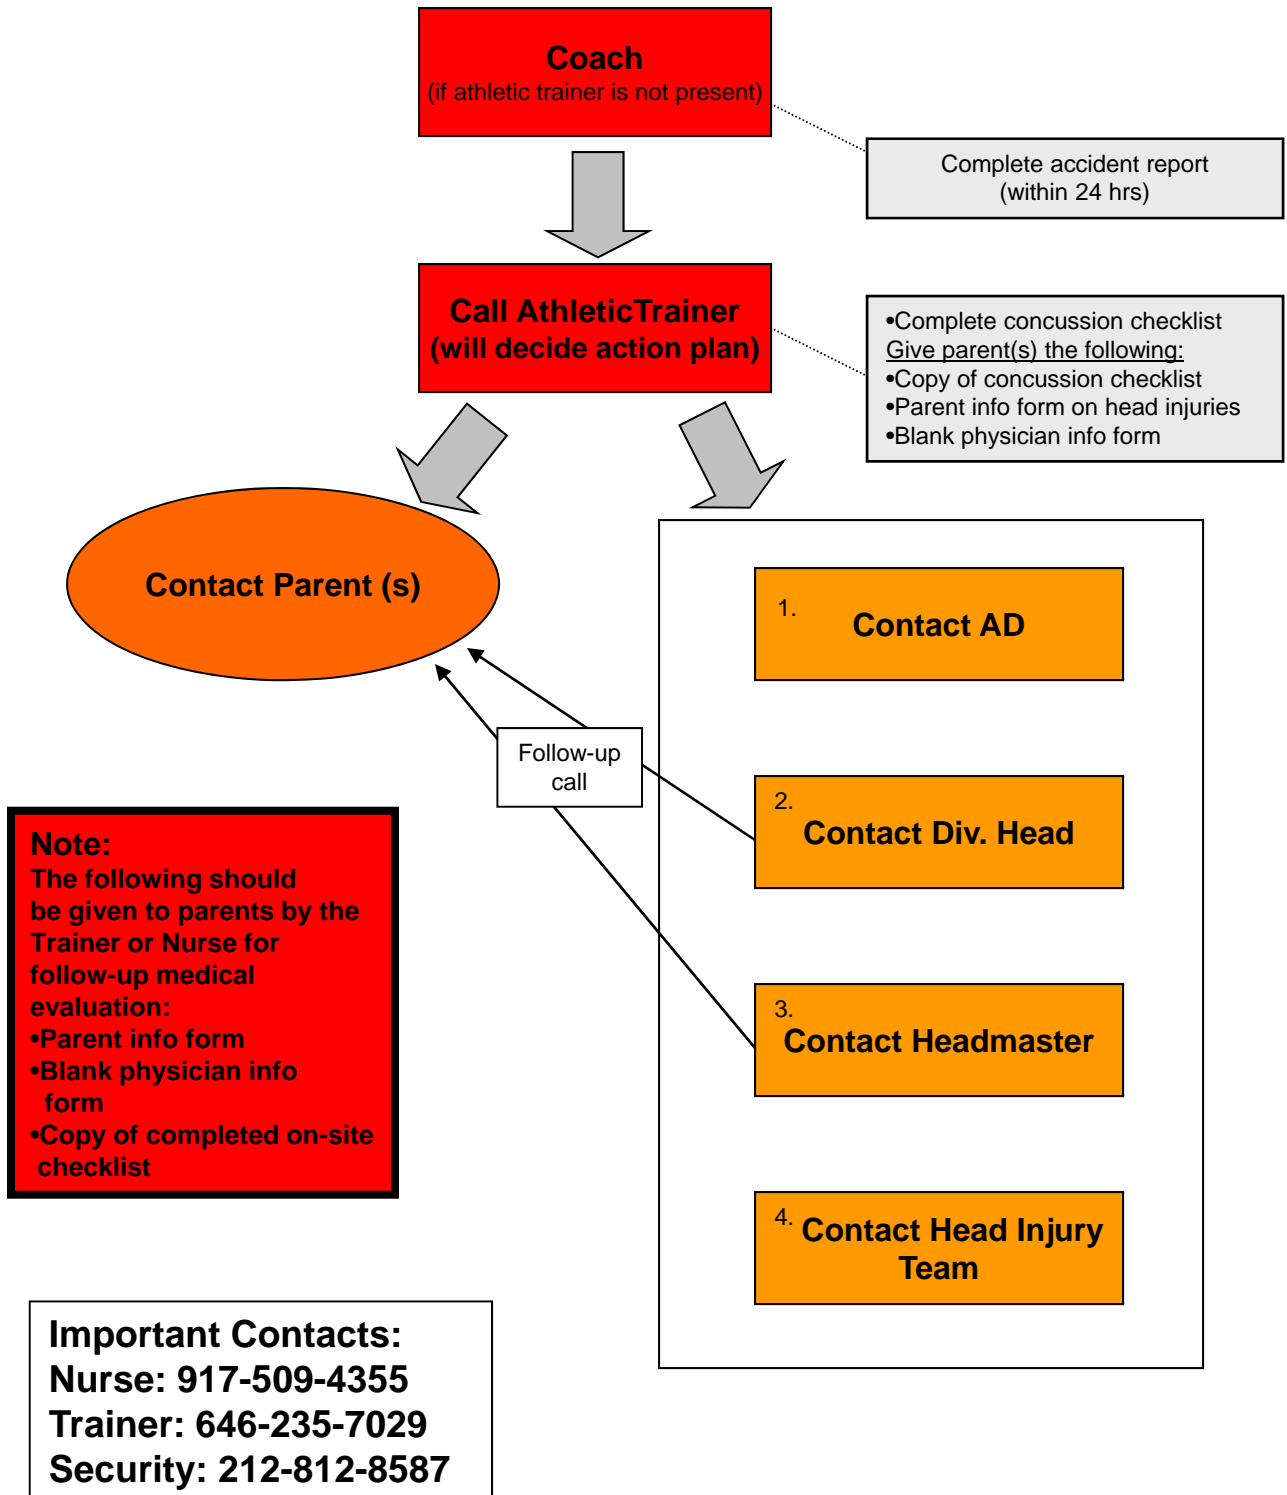 Coach
(if athletic trainer is not present)
Complete accident report
(within 24 hrs)
Call AthleticTrainer
(will decide action plan)
•Complete concussion checklist
Give parent(s) the following:
•Copy of concussion checklist
•Parent info form on head injuries
•Blank physician info form
Contact Parent (s)
1.
Contact AD
Follow-up
call
2.
Contact Div. Head
3.
Contact Headmaster
4.
Contact Head Injury
Team
Note:
The following should
be given to parents by the
Trainer or Nurse for
follow-up medical
evaluation:
•Parent info form
•Blank physician info
form
•Copy of completed on-site
checklist
Important Contacts:
Nurse: 917-509-4355
Trainer: 646-235-7029
Security: 212-812-8587